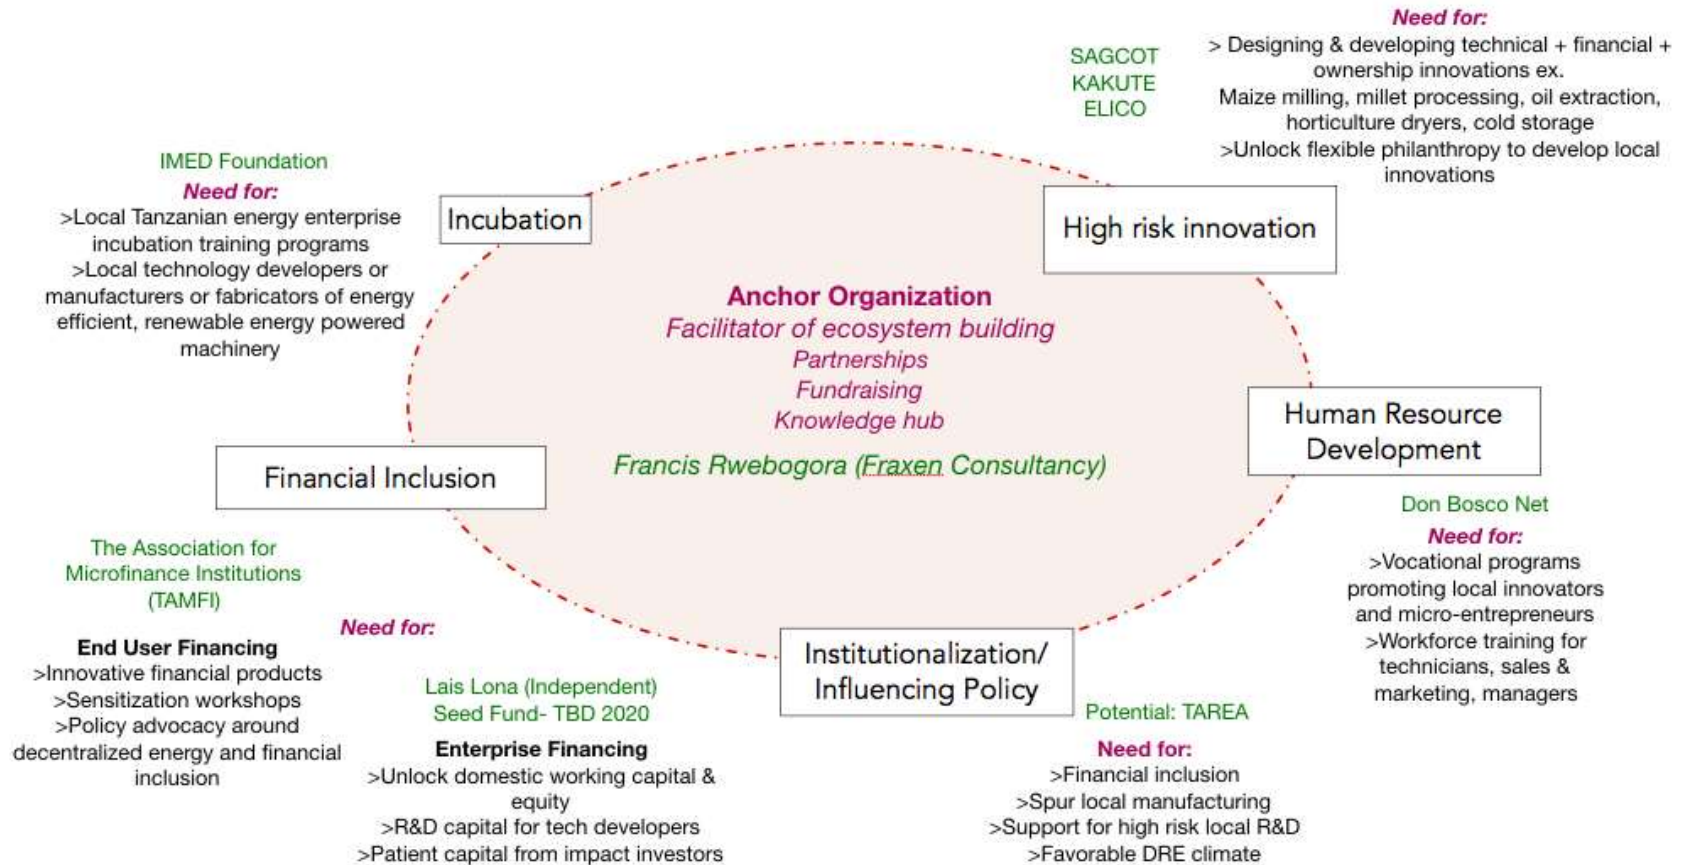 Need for:
> Designing & developing technical + financial +
ownership innovations ex.
Maize milling, millet processing, oil extraction,
horticulture dryers, cold storage
>Unlock flexible philanthropy to develop local
innovations
SAGCOT
KAKUTE
ELICO
High risk innovation
IMED Foundation
Need for:
>Local Tanzanian energy enterprise
incubation training programs
>Local technology developers or
manufacturers or fabricators of energy
efficient, renewable energy powered
machinery
Incubation
Anchor Organization
Facilitator of ecosystem building
Partnerships
Fundraising
Knowledge hub
Francis Rwebogora (Fraxen Consultancy)
Human Resource
Development
Don Bosco Net
Need for:
>Vocational programs
promoting local innovators
and micro-entrepreneurs
>Workforce training for
technicians, sales &
marketing, managers
Financial Inclusion
The Association for
Microfinance Institutions
(TAMFI)
Need for:
End User Financing
>Innovative financial products
>Sensitization workshops
>Policy advocacy around
decentralized energy and financial
inclusion
Lais Lona (Independent)
Seed Fund- TBD 2020
Enterprise Financing
>Unlock domestic working capital &
equity
>R&D capital for tech developers
>Patient capital from impact investors
Institutionalization/
Influencing Policy
Potential: TAREA
Need for:
>Financial inclusion
>Spur local manufacturing
>Support for high risk local R&D
>Favorable DRE climate